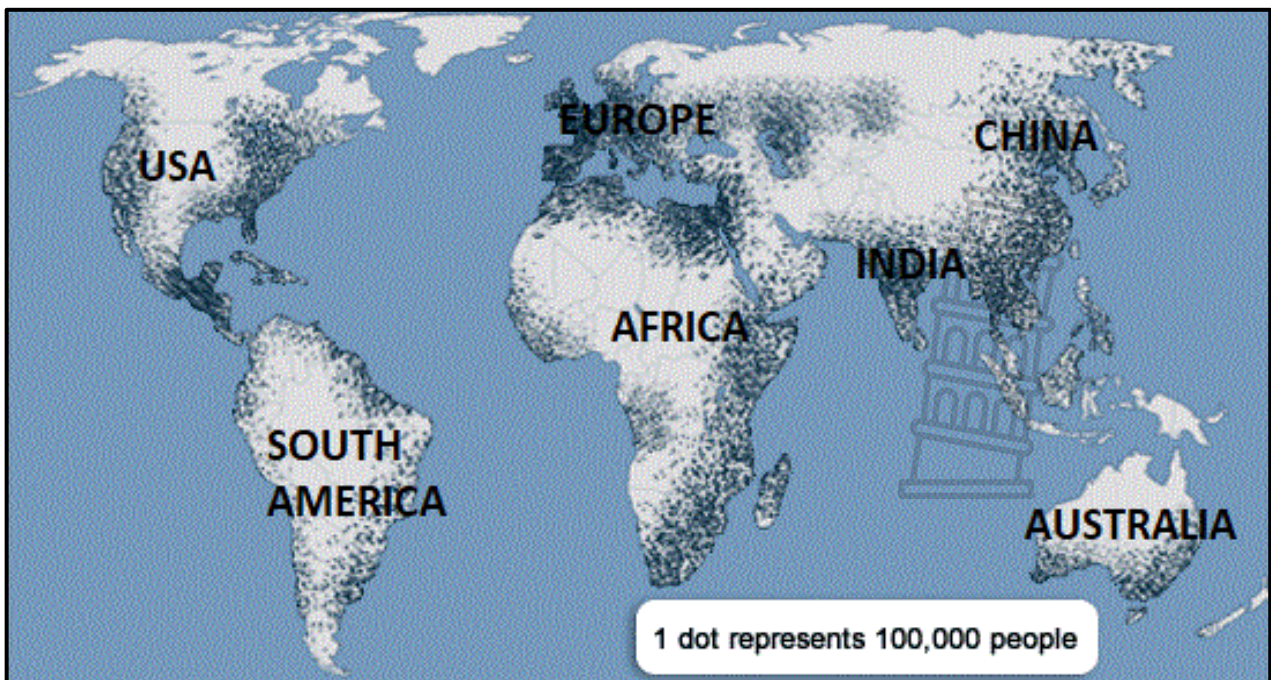 EUROPE
CHINA
USA
INDIA
AFRICA
SOUTH
AMERICA
AUSTRALIA
1 dot represents 100,000 people